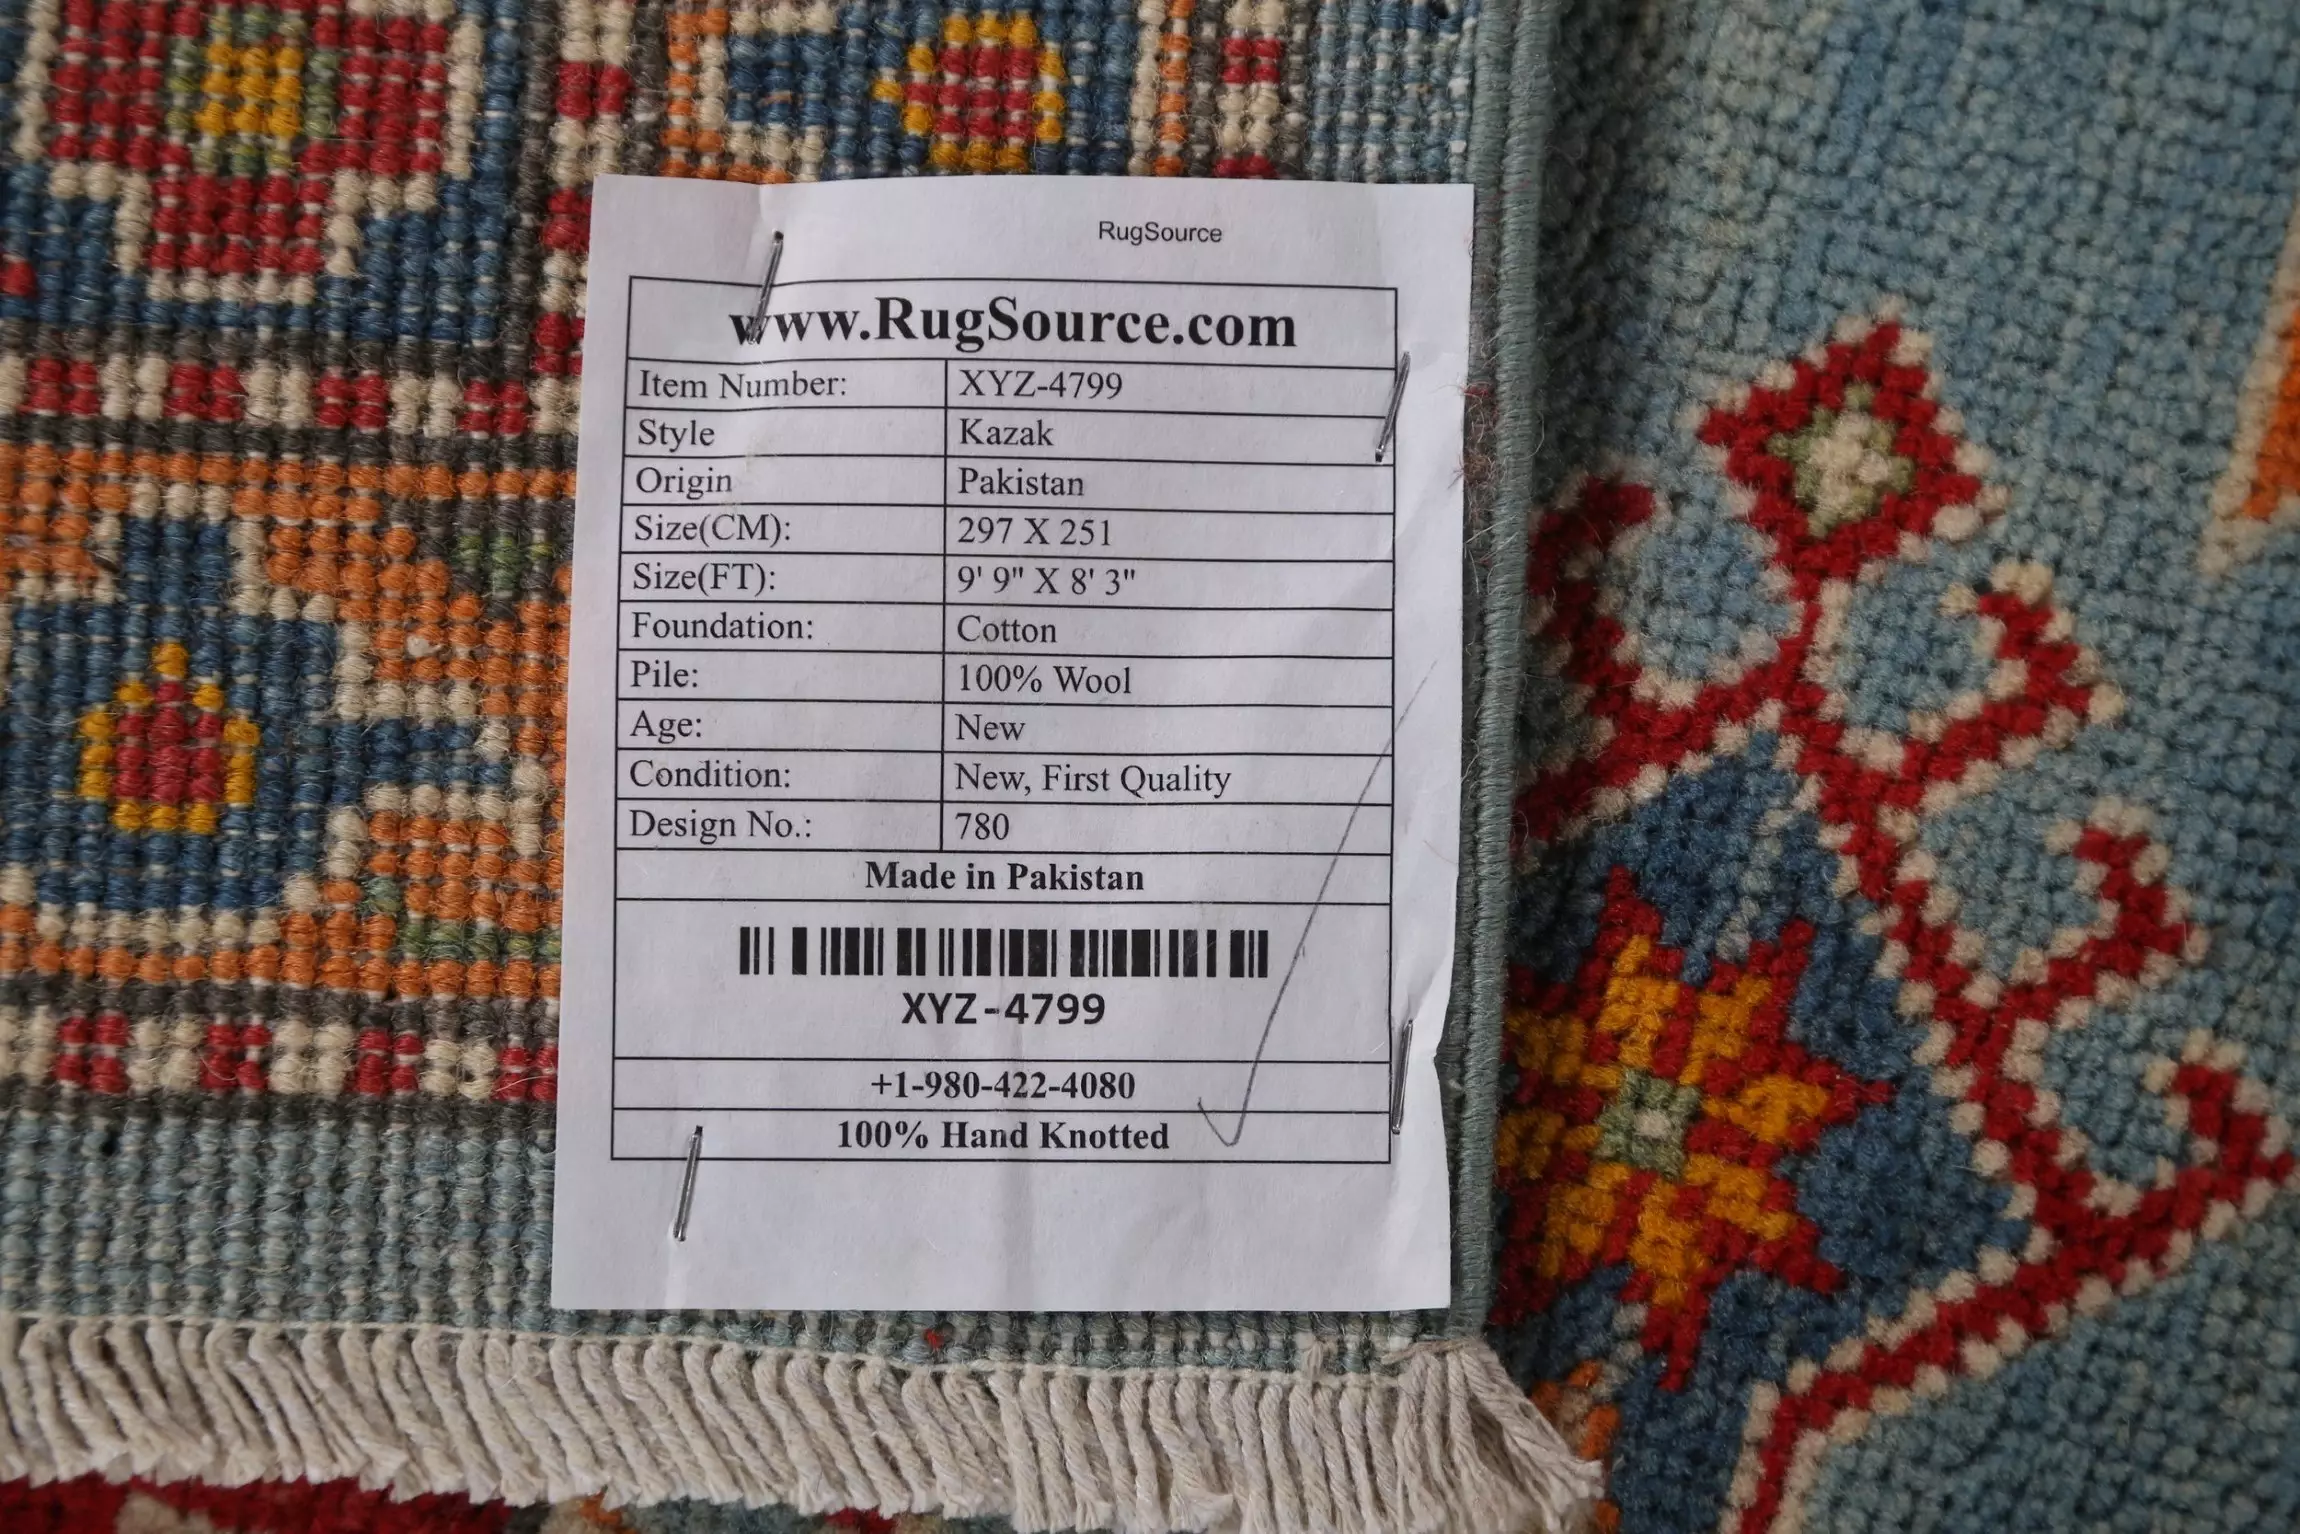 RugSource
www.RugSource.com
Item Number: XYZ-4799
Style Kazak
Origin Pakistan
Size(CM): 297 X 251
Size(FT): 9' 9" X 8' 3"
Foundation: Cotton
Pile: 100% Wool
Age: New
Condition: New, First Quality
Design No.: 780
Made in Pakistan
XYZ-4799
+1-980-422-4080
100% Hand Knotted